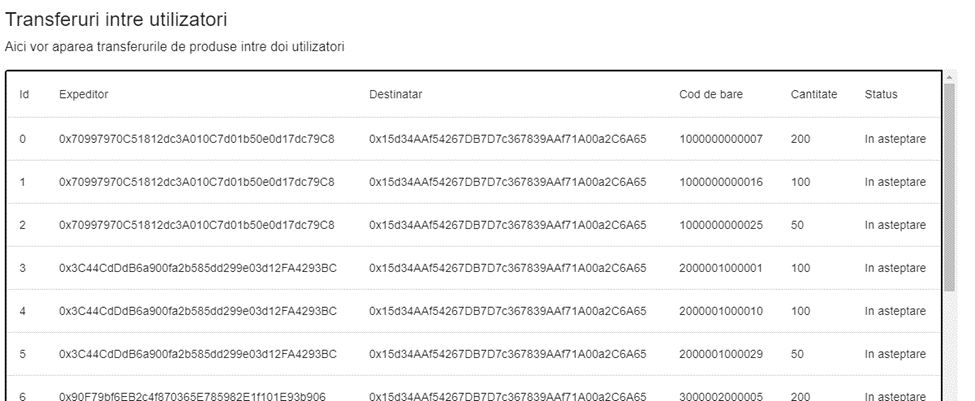 Transferuri intre utilizatori
Aici vor aparea transferurile de produse intre doi utilizatori
Id Expeditor Destinatar Cod de bare Cantitate Status
0 0x70997970C51812dc3A010C7d01b50e0d17dc79C8 0x15d34AAf54267DB7D7c367839AAf71A00a2C6A65 1000000000007 200 In asteptare
1 0x70997970C51812dc3A010C7d01b50e0d17dc79C8 0x15d34AAf54267DB7D7c367839AAf71A00a2C6A65 1000000000016 100 In asteptare
2 0x70997970C51812dc3A010C7d01b50e0d17dc79C8 0x15d34AAf54267DB7D7c367839AAf71A00a2C6A65 1000000000025 50 In asteptare
3 0x3C44CdDdB6a900fa2b585dd299e03d12FA4293BC 0x15d34AAf54267DB7D7c367839AAf71A00a2C6A65 2000001000001 100 In asteptare
4 0x3C44CdDdB6a900fa2b585dd299e03d12FA4293BC 0x15d34AAf54267DB7D7c367839AAf71A00a2C6A65 2000001000010 100 In asteptare
5 0x3C44CdDdB6a900fa2b585dd299e03d12FA4293BC 0x15d34AAf54267DB7D7c367839AAf71A00a2C6A65 2000001000029 50 In asteptare
6 0x90F79bf6EB2c4f870365E785982E1f101E93b906 0x15d34AAf54267DB7D7c367839AAf71A00a2C6A65 3000002000005 200 In asteptare